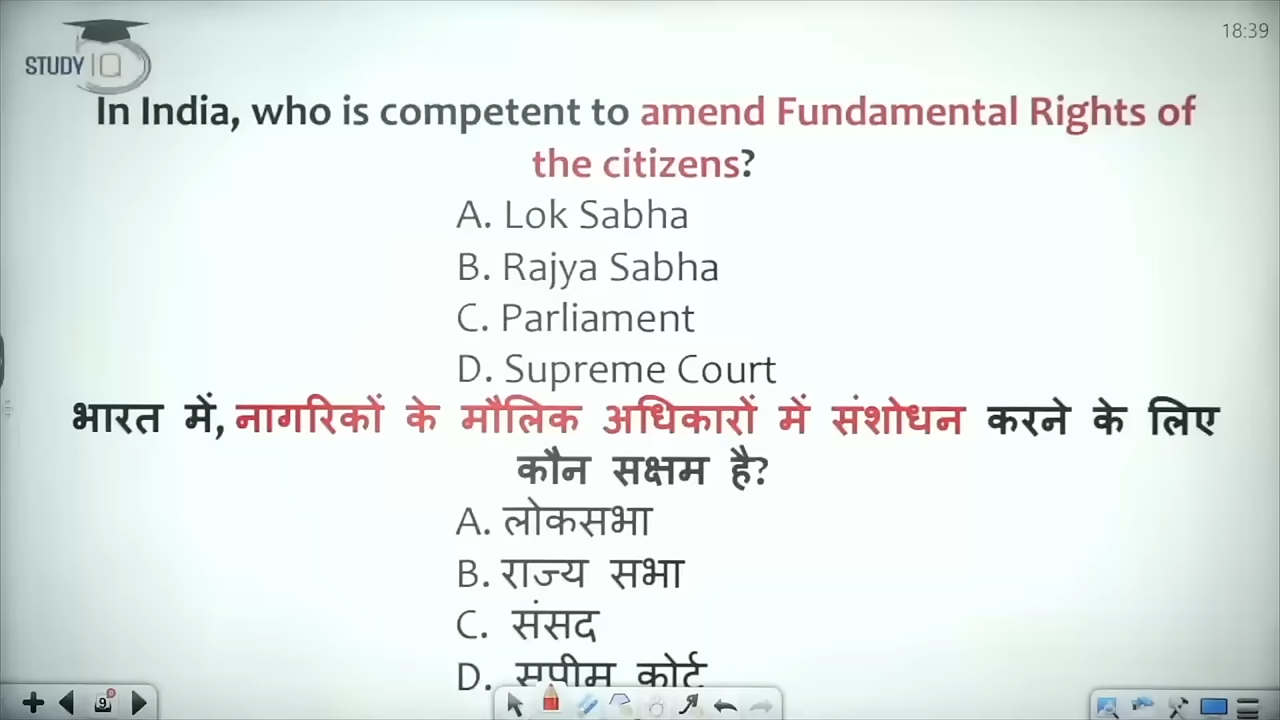 18:39
STUDY IQ
In India, who is competent to amend Fundamental Rights of
the citizens?
A. Lok Sabha
B. Rajya Sabha
C. Parliament
D. Supreme Court
भारत में, नागरिकों के मौलिक अधिकारों में संशोधन करने के लिए
कौन सक्षम है?
A. लोकसभा
B. राज्य सभा
C. संसद
D. सुप्रीम कोर्ट
9